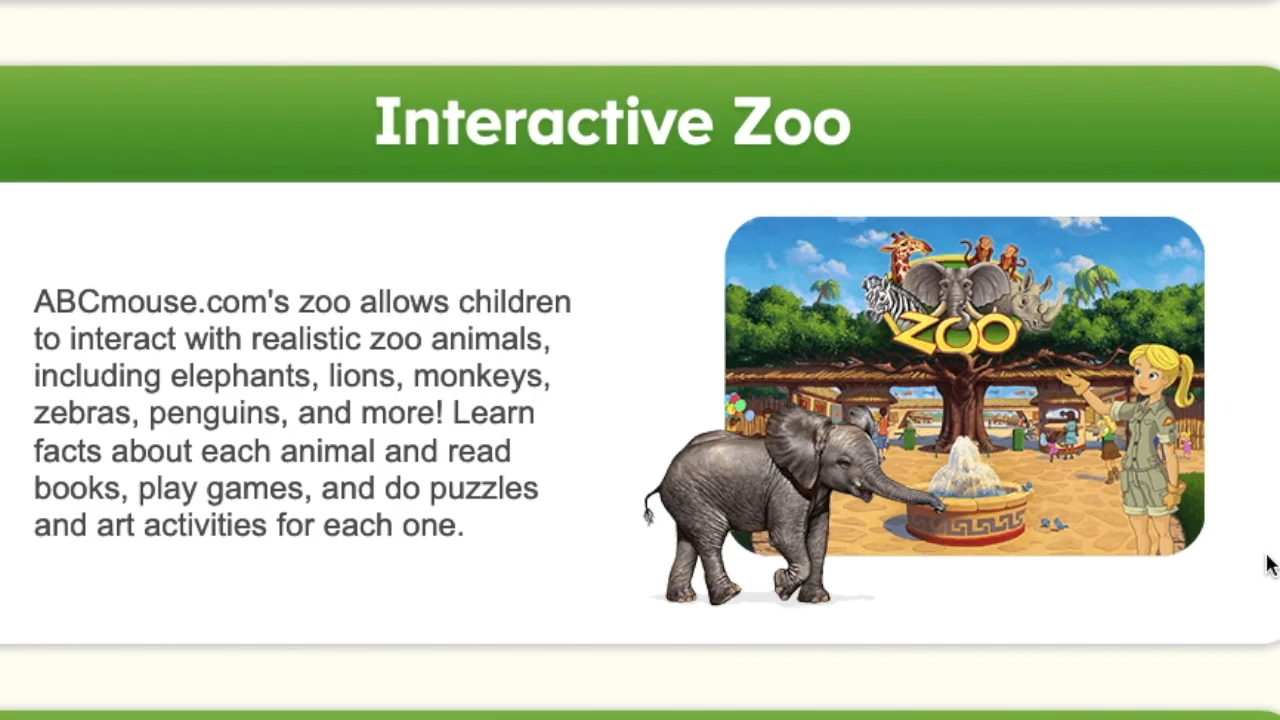 Interactive Zoo
ABCmouse.com's zoo allows children
to interact with realistic zoo animals,
including elephants, lions, monkeys,
zebras, penguins, and more! Learn
facts about each animal and read
books, play games, and do puzzles
and art activities for each one.
ZOO